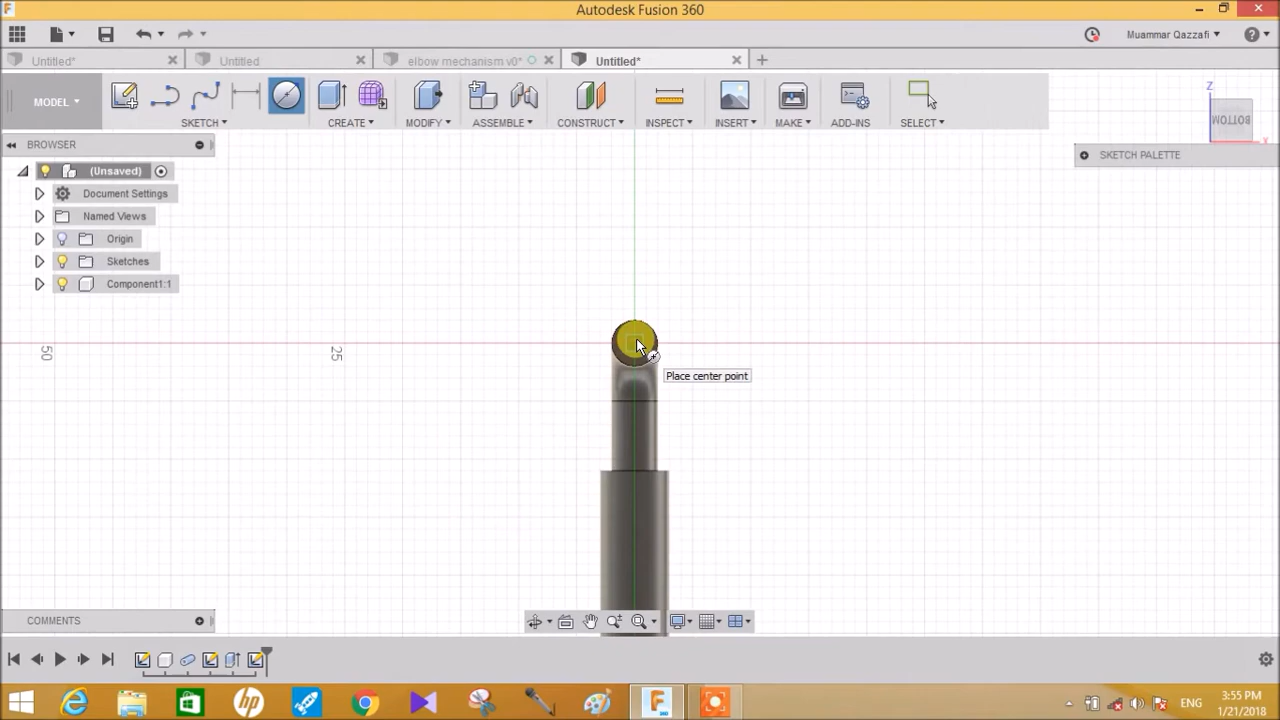 Autodesk Fusion 360
Muammar Qazzafi
Untitled*
Untitled
elbow mechanism v0*
Untitled*
MODEL
SKETCH
CREATE
MODIFY
ASSEMBLE
CONSTRUCT
INSPECT
INSERT
MAKE
ADD-INS
SELECT
Z
BOTTOM
X
BROWSER
SKETCH PALETTE
(Unsaved)
Document Settings
Named Views
Origin
Sketches
Component1:1
50
25
Place center point
COMMENTS
ENG
3:55 PM
1/21/2018